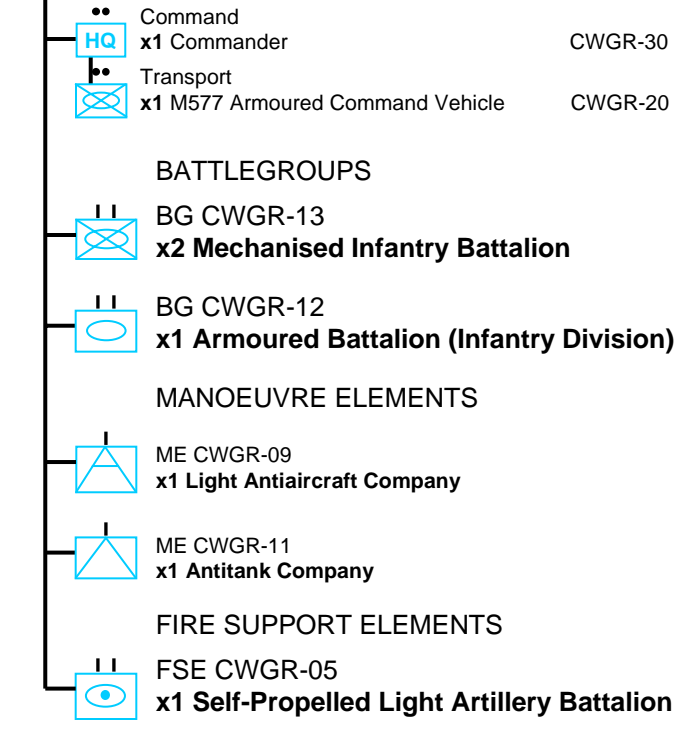 Command
HQ x1 Commander CWGR-30
Transport
x1 M577 Armoured Command Vehicle CWGR-20
BATTLEGROUPS
BG CWGR-13
x2 Mechanised Infantry Battalion
BG CWGR-12
x1 Armoured Battalion (Infantry Division)
MANOEUVRE ELEMENTS
ME CWGR-09
x1 Light Antiaircraft Company
ME CWGR-11
x1 Antitank Company
FIRE SUPPORT ELEMENTS
FSE CWGR-05
x1 Self-Propelled Light Artillery Battalion